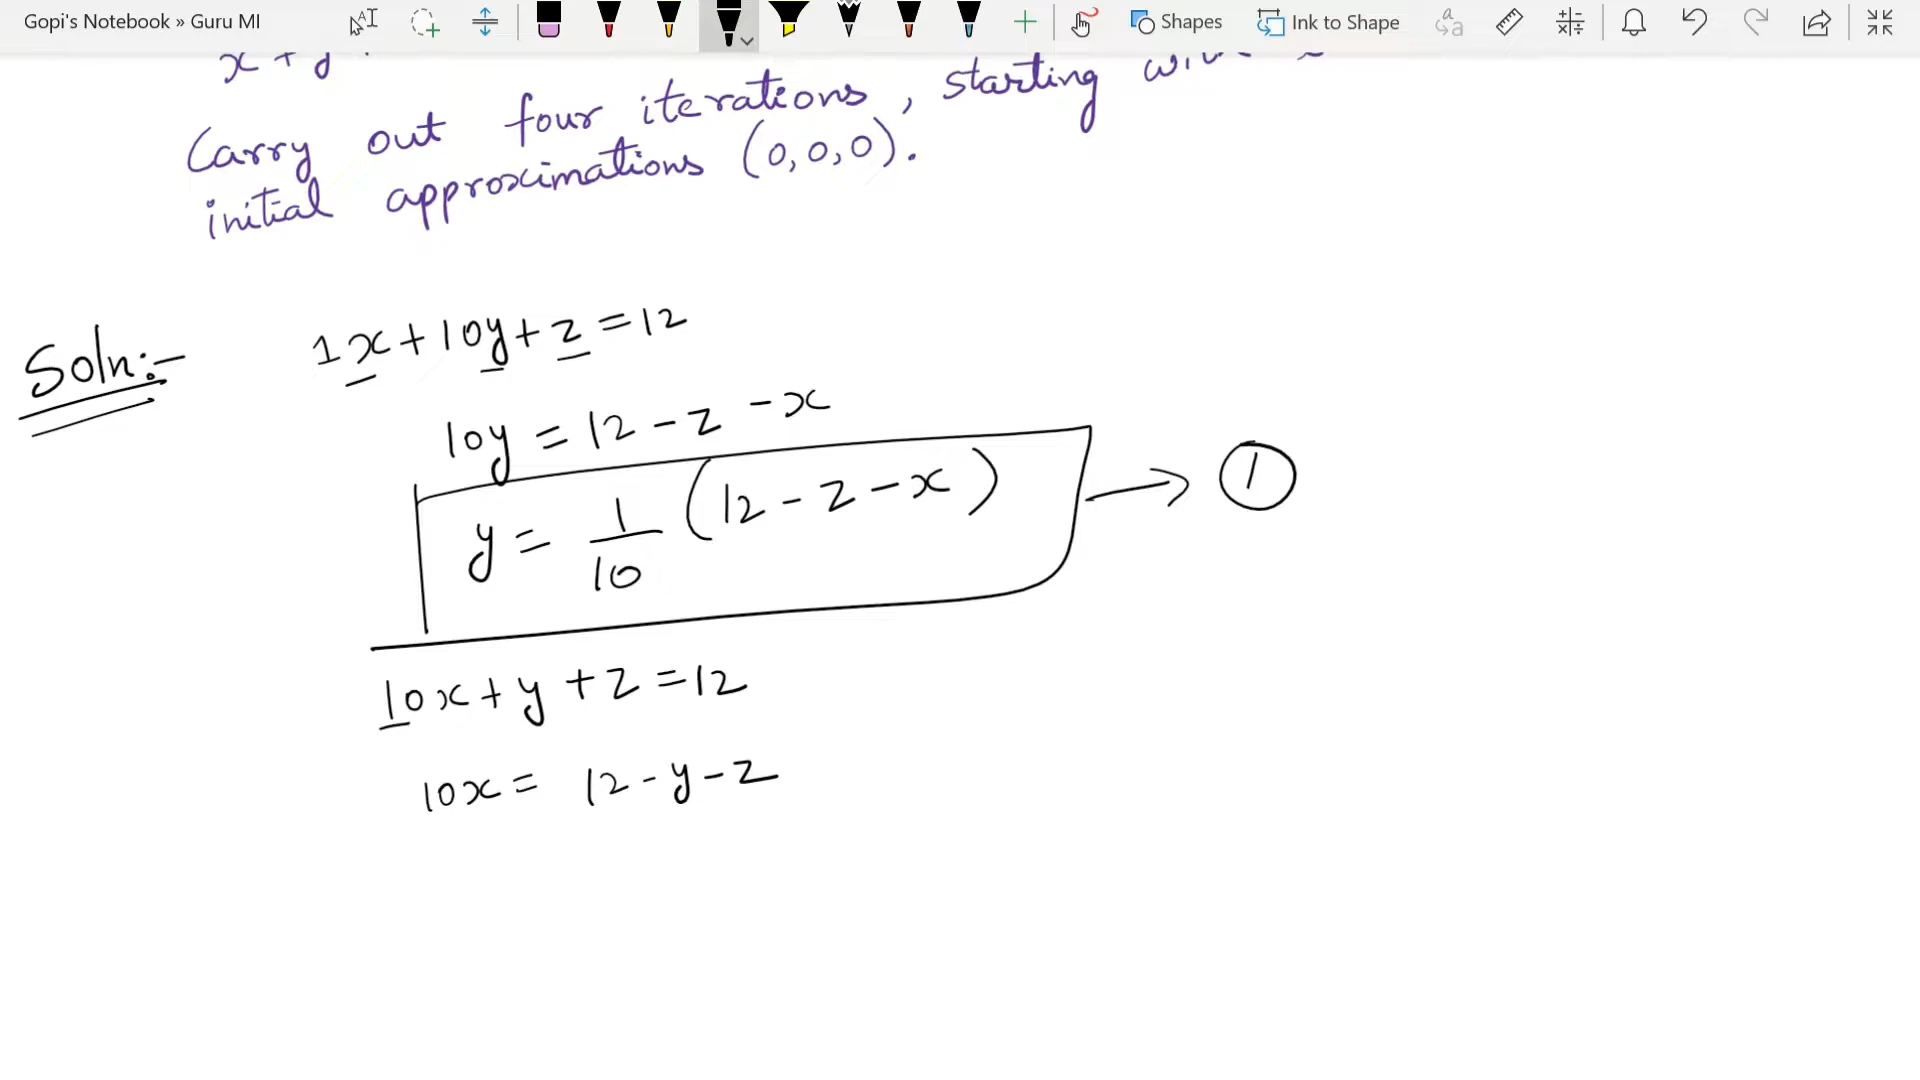 Gopi's Notebook » Guru MI
Shapes
Ink to Shape
x + y
Carry out four iterations, starting
initial approximations (0,0,0).
Soln:-
1x + 10y + z = 12
10y = 12 - z - x
y = 1/10 (12 - z - x) → ①
10x + y + z = 12
10x = 12 - y - z